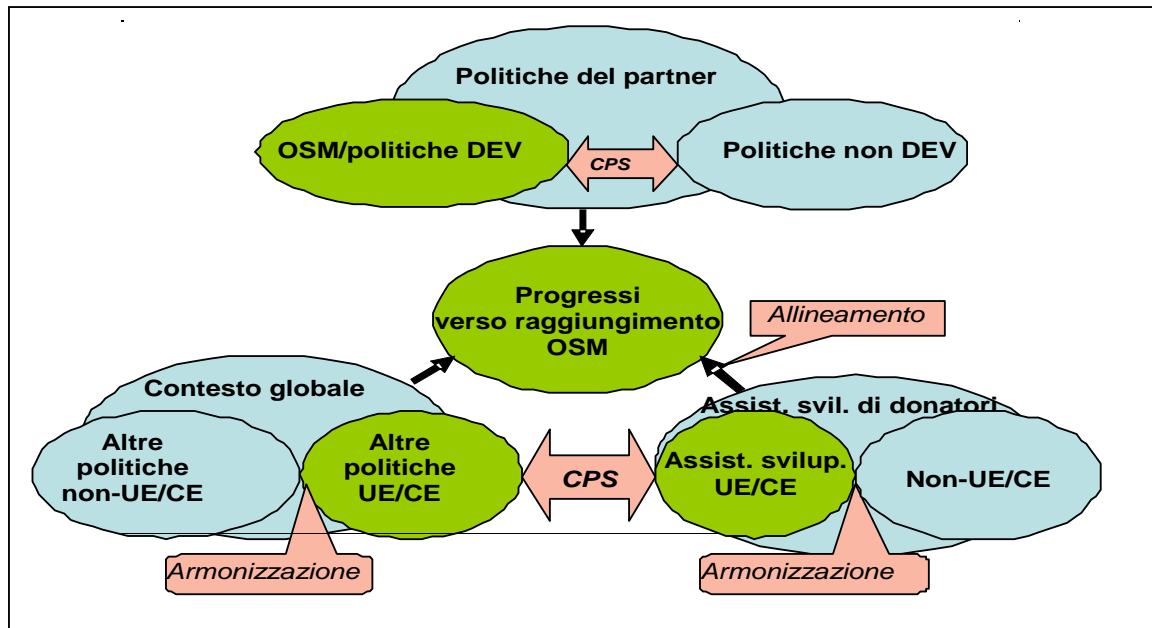 Politiche del partner
OSM/politiche DEV
CPS
Politiche non DEV
Progressi
verso raggiungimento
OSM
Allineamento
Contesto globale
Altre
politiche
non-UE/CE
Altre
politiche
UE/CE
CPS
Assist. svil. di donatori
Assist. svilup.
UE/CE
Non-UE/CE
Armonizzazione
Armonizzazione